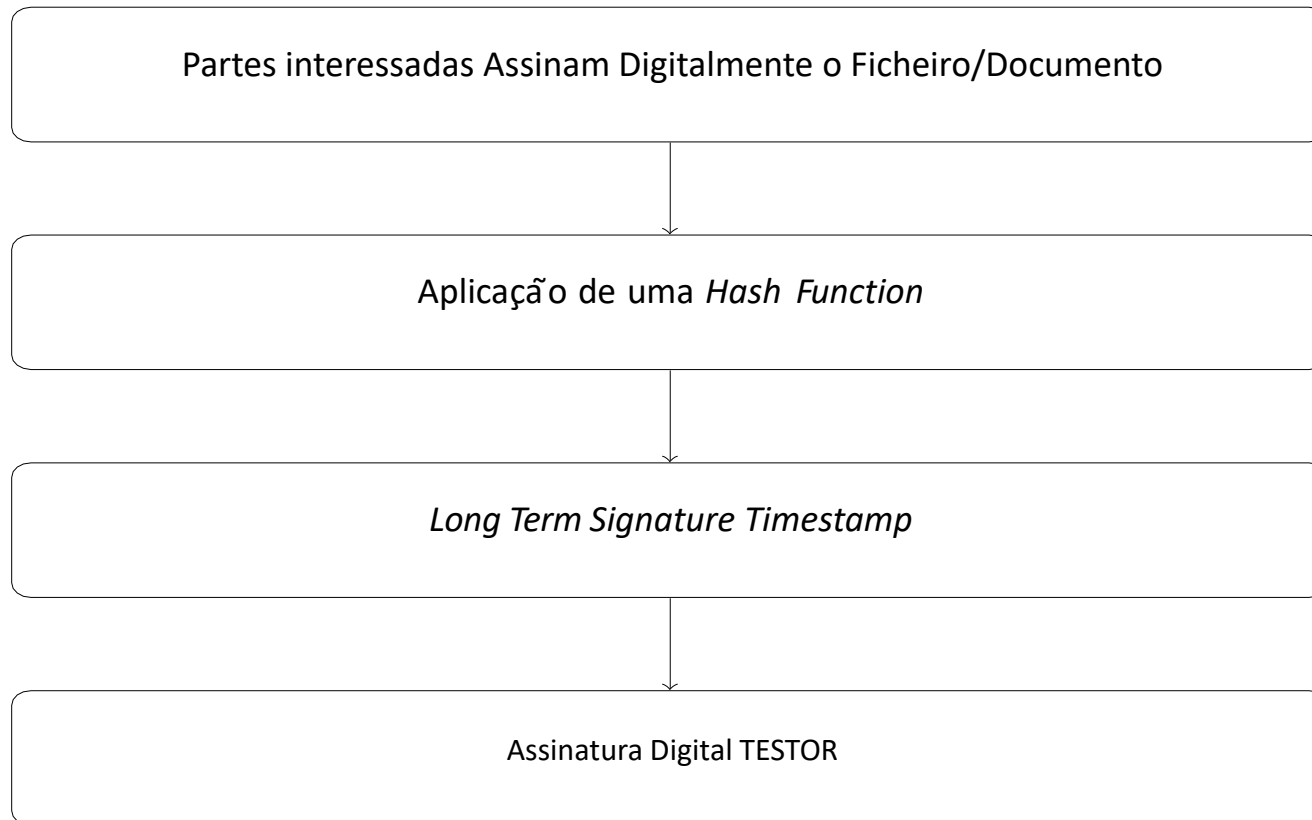 Partes interessadas Assinam Digitalmente o Ficheiro/Documento
Aplicação de uma Hash Function
Long Term Signature Timestamp
Assinatura Digital TESTOR